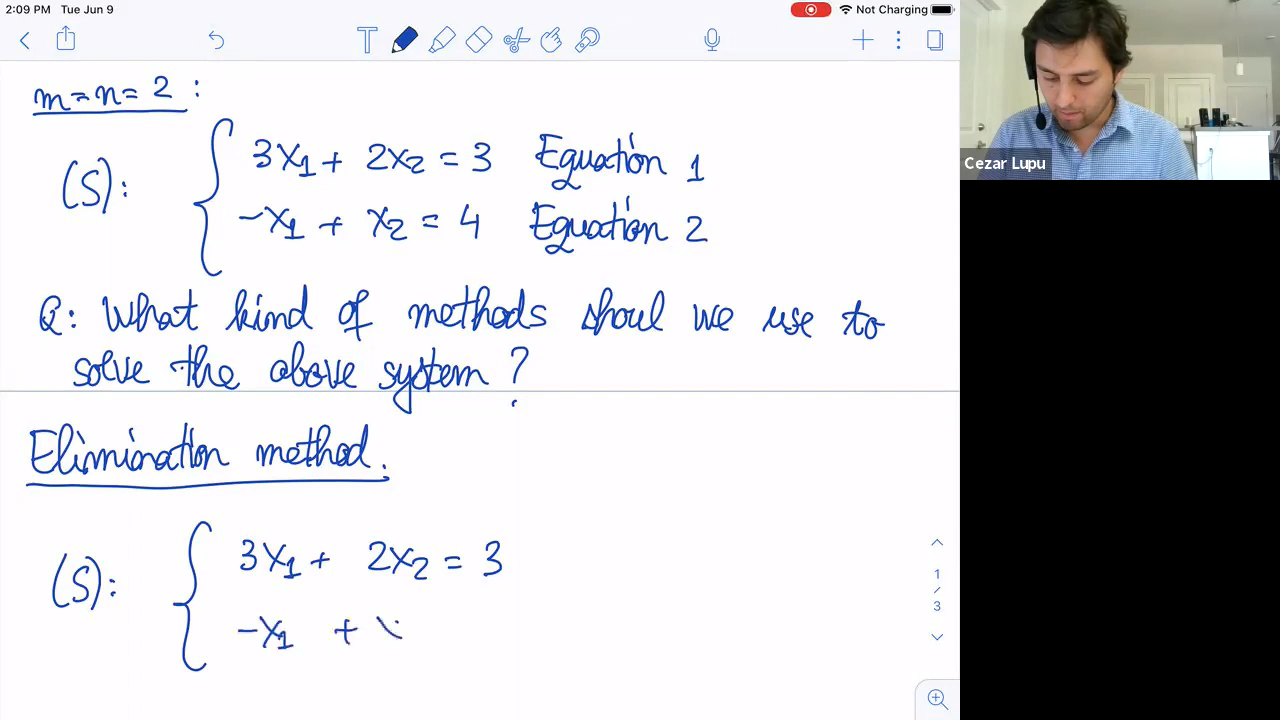 2:09 PM Tue Jun 9
Not Charging
m=n=2:
(S): 3x₁ + 2x₂ = 3 Equation 1
-x₁ + x₂ = 4 Equation 2
Q: What kind of methods shoul we use to
solve the above system?
Elimination method.
(S): 3x₁ + 2x₂ = 3
-x₁ +
1
/
3
Cezar Lupu